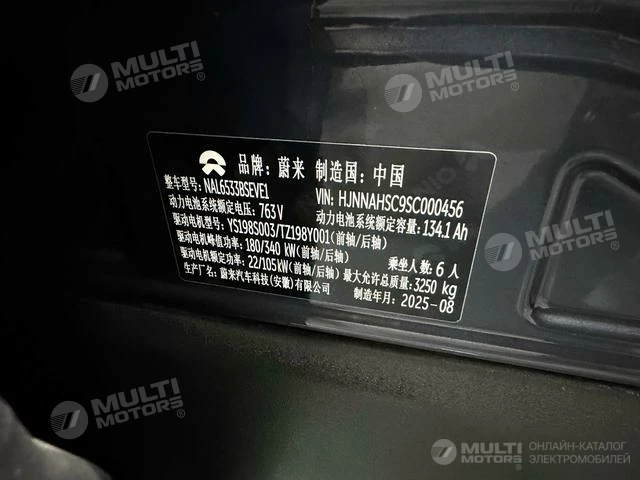 MULTI MOTORS®
MULTI MOTORS®
品牌: 蔚来 制造国: 中国
整车型号: NAL6533BSEVE1 VIN: HJNNAHSC9SC000456
动力电池系统额定电压: 763V 动力电池系统额定容量: 134.1 Ah
驱动电机型号: YS198S003/TZ198Y001(前轴/后轴)
驱动电机峰值功率: 180/340 kW(前轴/后轴) 乘坐人数: 6 人
驱动电机额定功率: 22/105kW(前轴/后轴) 最大允许总质量: 3250 kg
生产厂名: 蔚来汽车科技(安徽)有限公司 制造年月: 2025-08
MULTI MOTORS®
MULTI MOTORS®
ОНЛАЙН-КАТАЛОГ
ЭЛЕКТРОМОБИЛЕЙ